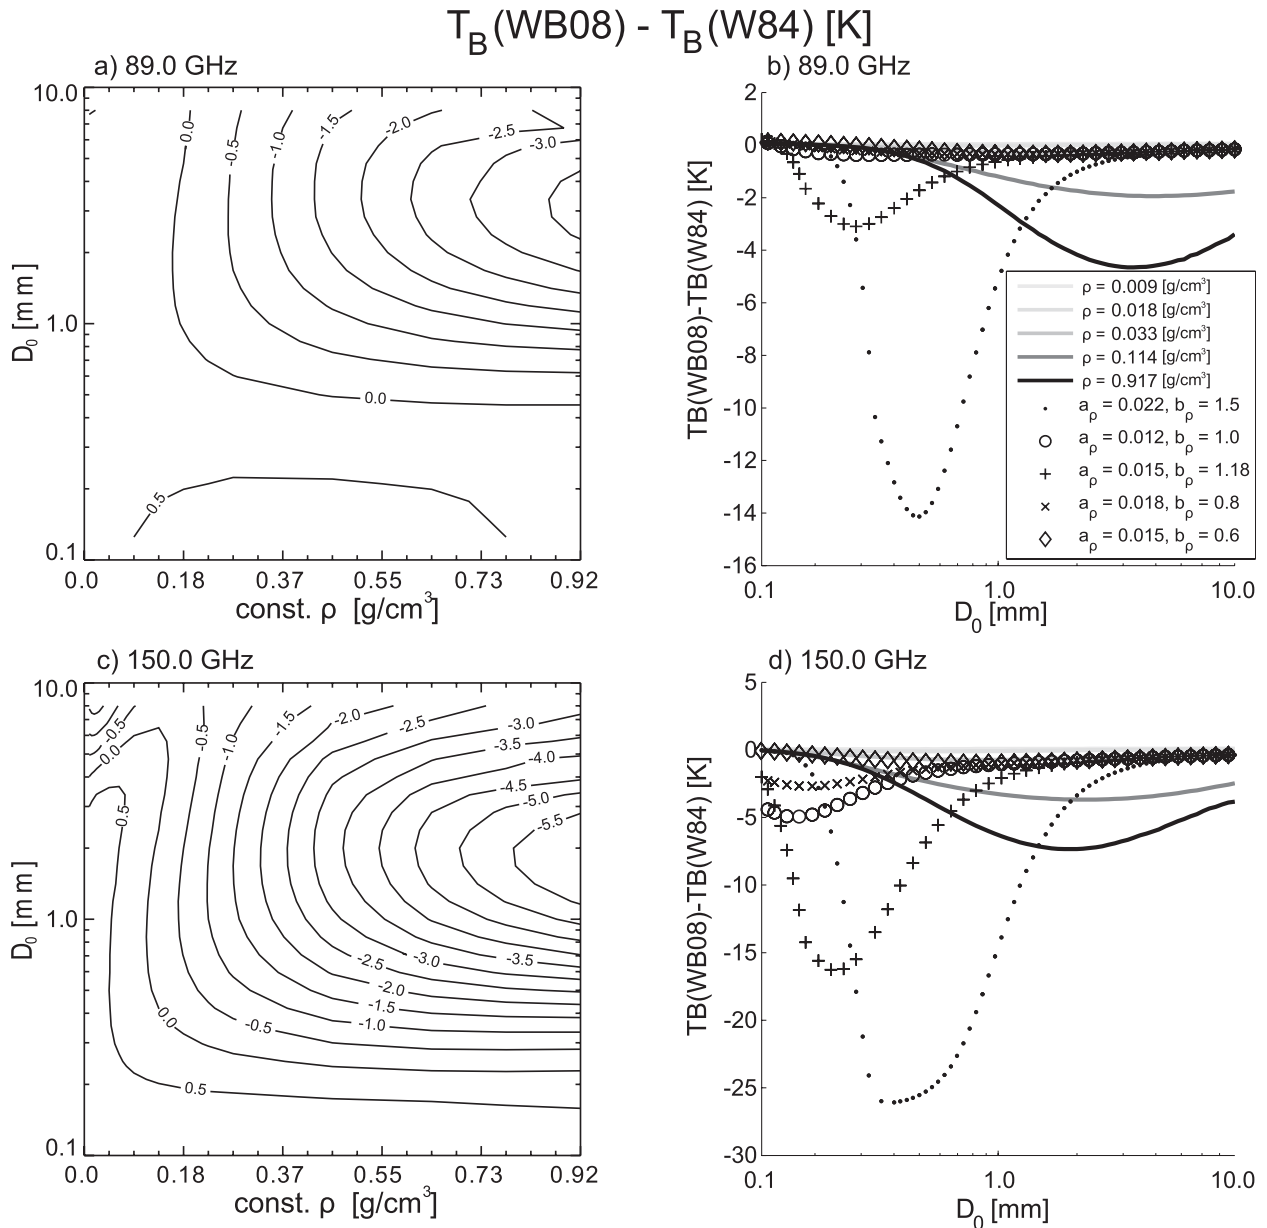 T_B(WB08) - T_B(W84) [K]
a) 89.0 GHz
10.0
1.0
0.1
D_0 [mm]
0.0
-0.5
-1.0
-1.5
-2.0
-2.5
-3.0
0.0
0.5
0.0 0.18 0.37 0.55 0.73 0.92
const. ρ [g/cm³]
b) 89.0 GHz
2
0
-2
-4
-6
-8
-10
-12
-14
-16
TB(WB08)-TB(W84) [K]
ρ = 0.009 [g/cm³]
ρ = 0.018 [g/cm³]
ρ = 0.033 [g/cm³]
ρ = 0.114 [g/cm³]
ρ = 0.917 [g/cm³]
a_ρ = 0.022, b_ρ = 1.5
a_ρ = 0.012, b_ρ = 1.0
a_ρ = 0.015, b_ρ = 1.18
a_ρ = 0.018, b_ρ = 0.8
a_ρ = 0.015, b_ρ = 0.6
0.1 1.0 10.0
D_0 [mm]
c) 150.0 GHz
10.0
1.0
0.1
D_0 [mm]
-0.5
0.0
0.5
-0.5
-1.0
-1.5
-2.0
-2.5
-3.0
-3.5
-4.0
-4.5
-5.0
-5.5
-3.5
-3.0
-2.5
-2.0
-1.5
-1.0
-0.5
0.0
0.5
0.0 0.18 0.37 0.55 0.73 0.92
const. ρ [g/cm³]
d) 150.0 GHz
5
0
-5
-10
-15
-20
-25
-30
TB(WB08)-TB(W84) [K]
0.1 1.0 10.0
D_0 [mm]